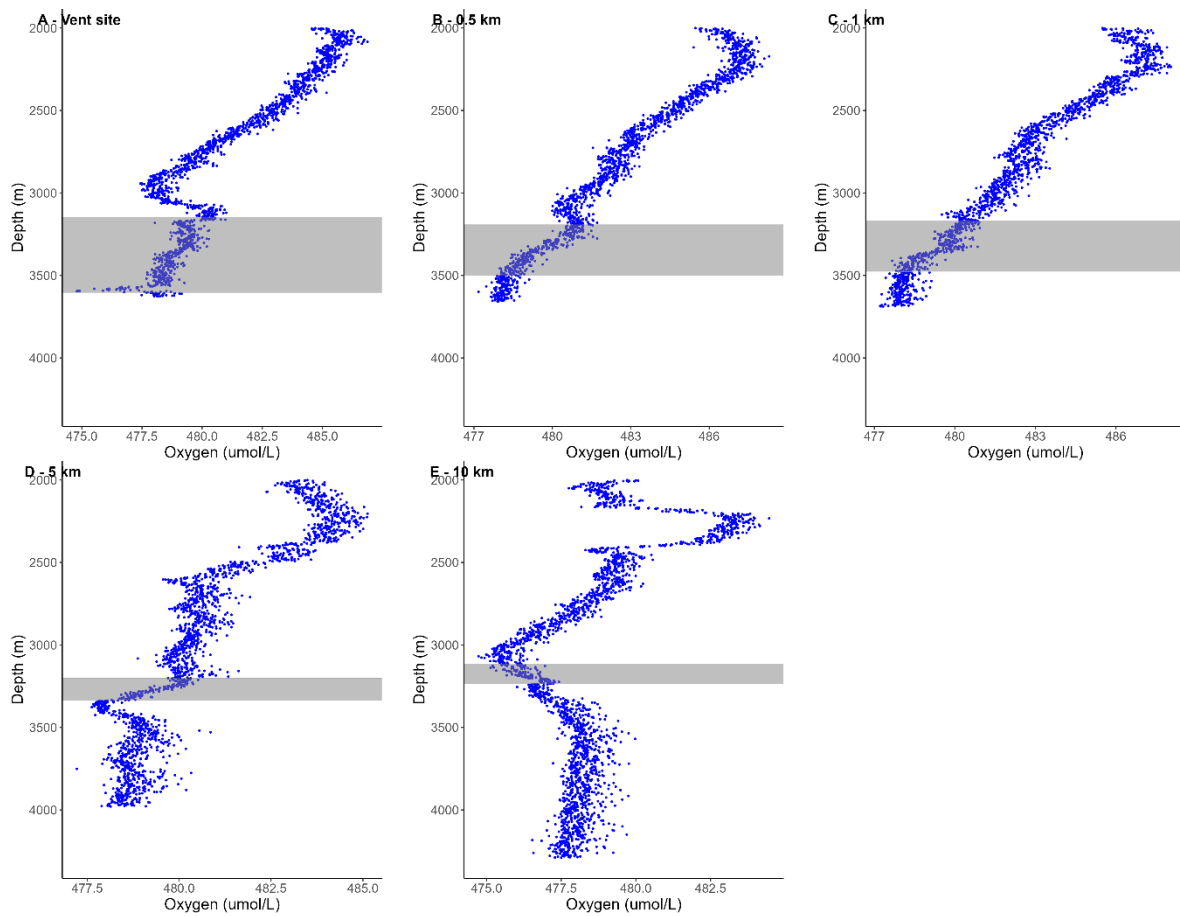 A - Vent site
2000
2500
3000
3500
4000
Depth (m)
475.0 477.5 480.0 482.5 485.0
Oxygen (umol/L)
B - 0.5 km
2000
2500
3000
3500
4000
Depth (m)
477 480 483 486
Oxygen (umol/L)
C - 1 km
2000
2500
3000
3500
4000
Depth (m)
477 480 483 486
Oxygen (umol/L)
D - 5 km
2000
2500
3000
3500
4000
Depth (m)
477.5 480.0 482.5 485.0
Oxygen (umol/L)
E - 10 km
2000
2500
3000
3500
4000
Depth (m)
475.0 477.5 480.0 482.5
Oxygen (umol/L)